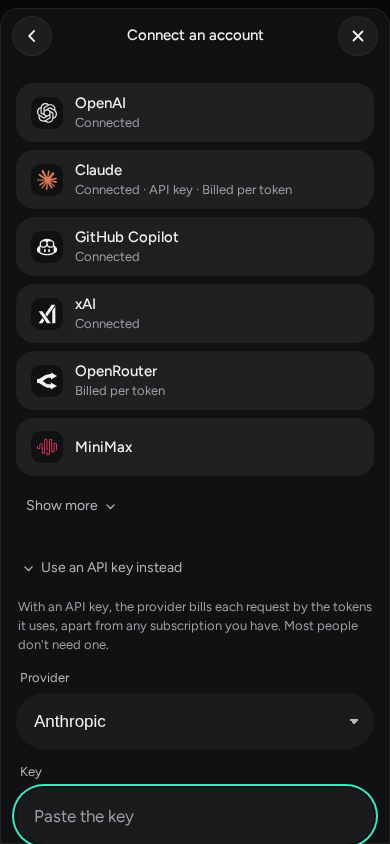 Connect an account
OpenAI
Connected
Claude
Connected · API key · Billed per token
GitHub Copilot
Connected
xAI
Connected
OpenRouter
Billed per token
MiniMax
Show more
Use an API key instead
With an API key, the provider bills each request by the tokens
it uses, apart from any subscription you have. Most people
don't need one.
Provider
Anthropic
Key
Paste the key